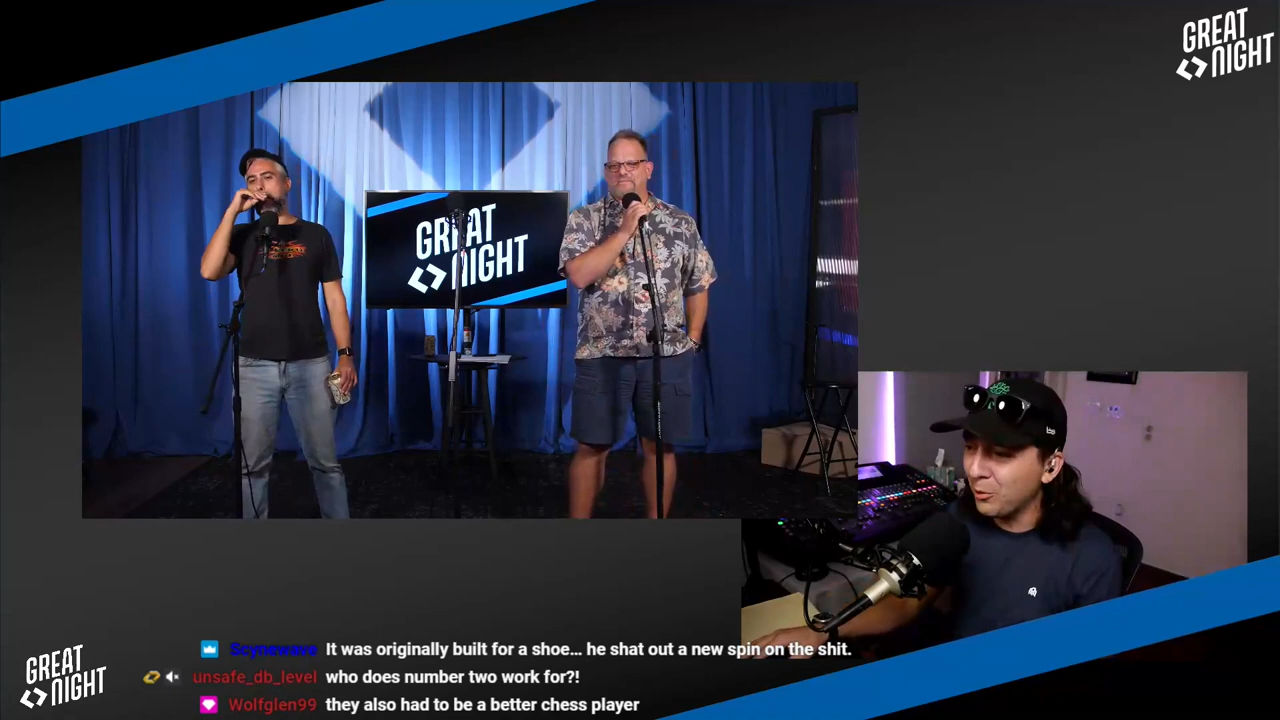 GREAT
NIGHT
GREAT
NIGHT
GREAT
NIGHT
Scynewave It was originally built for a shoe... he shat out a new spin on the shit.
unsafe_db_level who does number two work for?!
Wolfglen99 they also had to be a better chess player